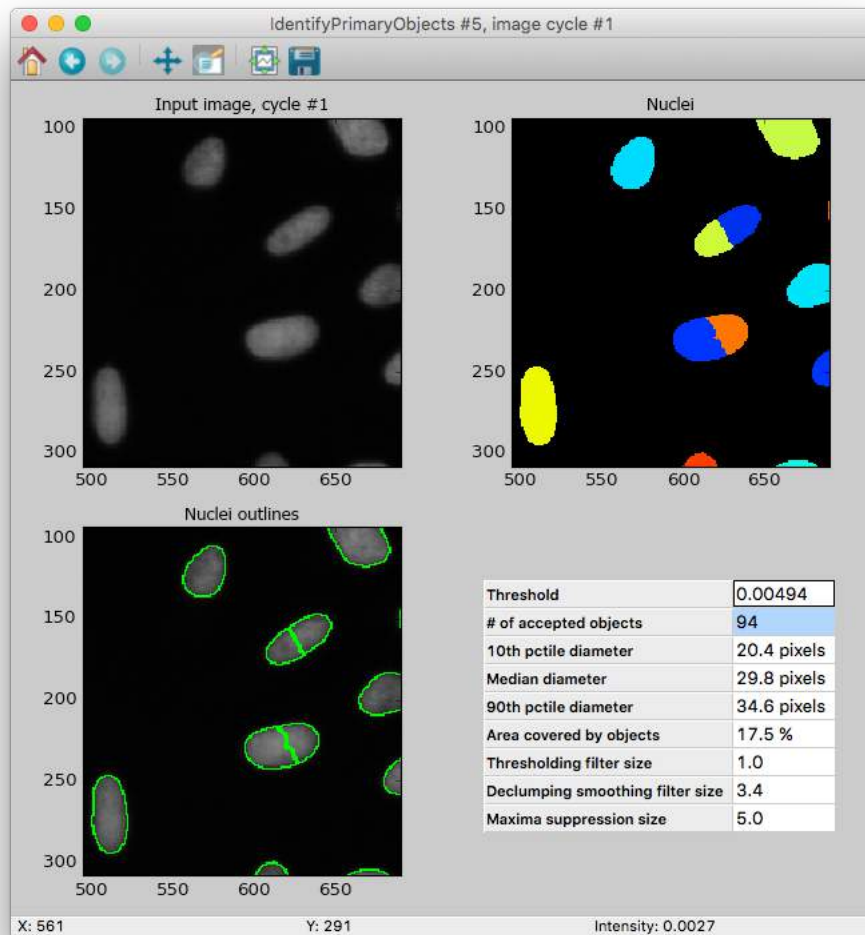 IdentifyPrimaryObjects #5, image cycle #1
Input image, cycle #1
100
150
200
250
300
500 550 600 650
Nuclei
100
150
200
250
300
500 550 600 650
Nuclei outlines
100
150
200
250
300
500 550 600 650
Threshold 0.00494
# of accepted objects 94
10th pctile diameter 20.4 pixels
Median diameter 29.8 pixels
90th pctile diameter 34.6 pixels
Area covered by objects 17.5 %
Thresholding filter size 1.0
Declumping smoothing filter size 3.4
Maxima suppression size 5.0
X: 561 Y: 291 Intensity: 0.0027